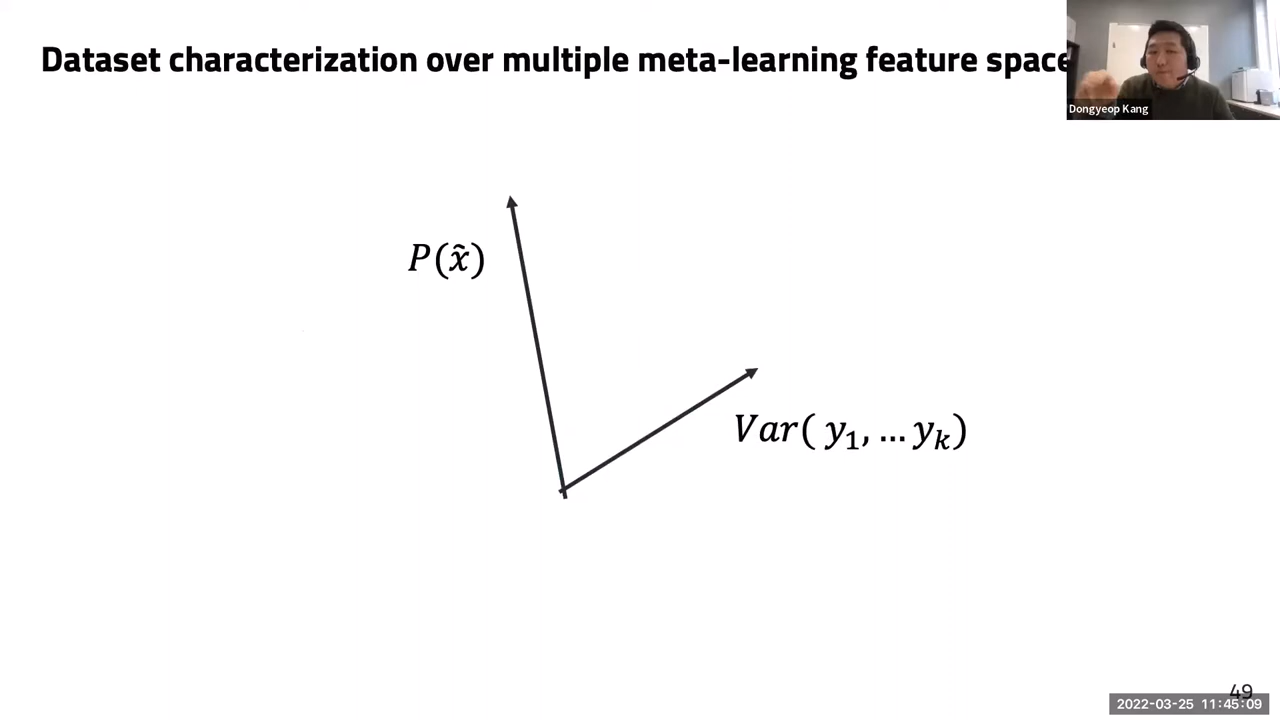 Dataset characterization over multiple meta-learning feature space
Dongyeop Kang
P(x̃)
Var( y₁, … yₖ)
49
2022-03-25 11:45:09